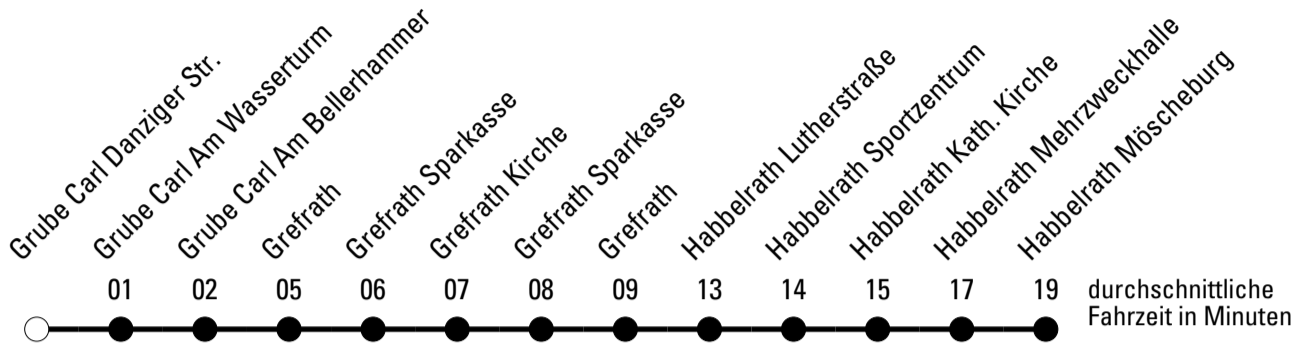 Grube Carl Danziger Str.
Grube Carl Am Wasserturm
Grube Carl Am Bellerhammer
Grefrath
Grefrath Sparkasse
Grefrath Kirche
Grefrath Sparkasse
Grefrath
Habbelrath Lutherstraße
Habbelrath Sportzentrum
Habbelrath Kath. Kirche
Habbelrath Mehrzweckhalle
Habbelrath Möscheburg
01 02 05 06 07 08 09 13 14 15 17 19 durchschnittliche
Fahrzeit in Minuten